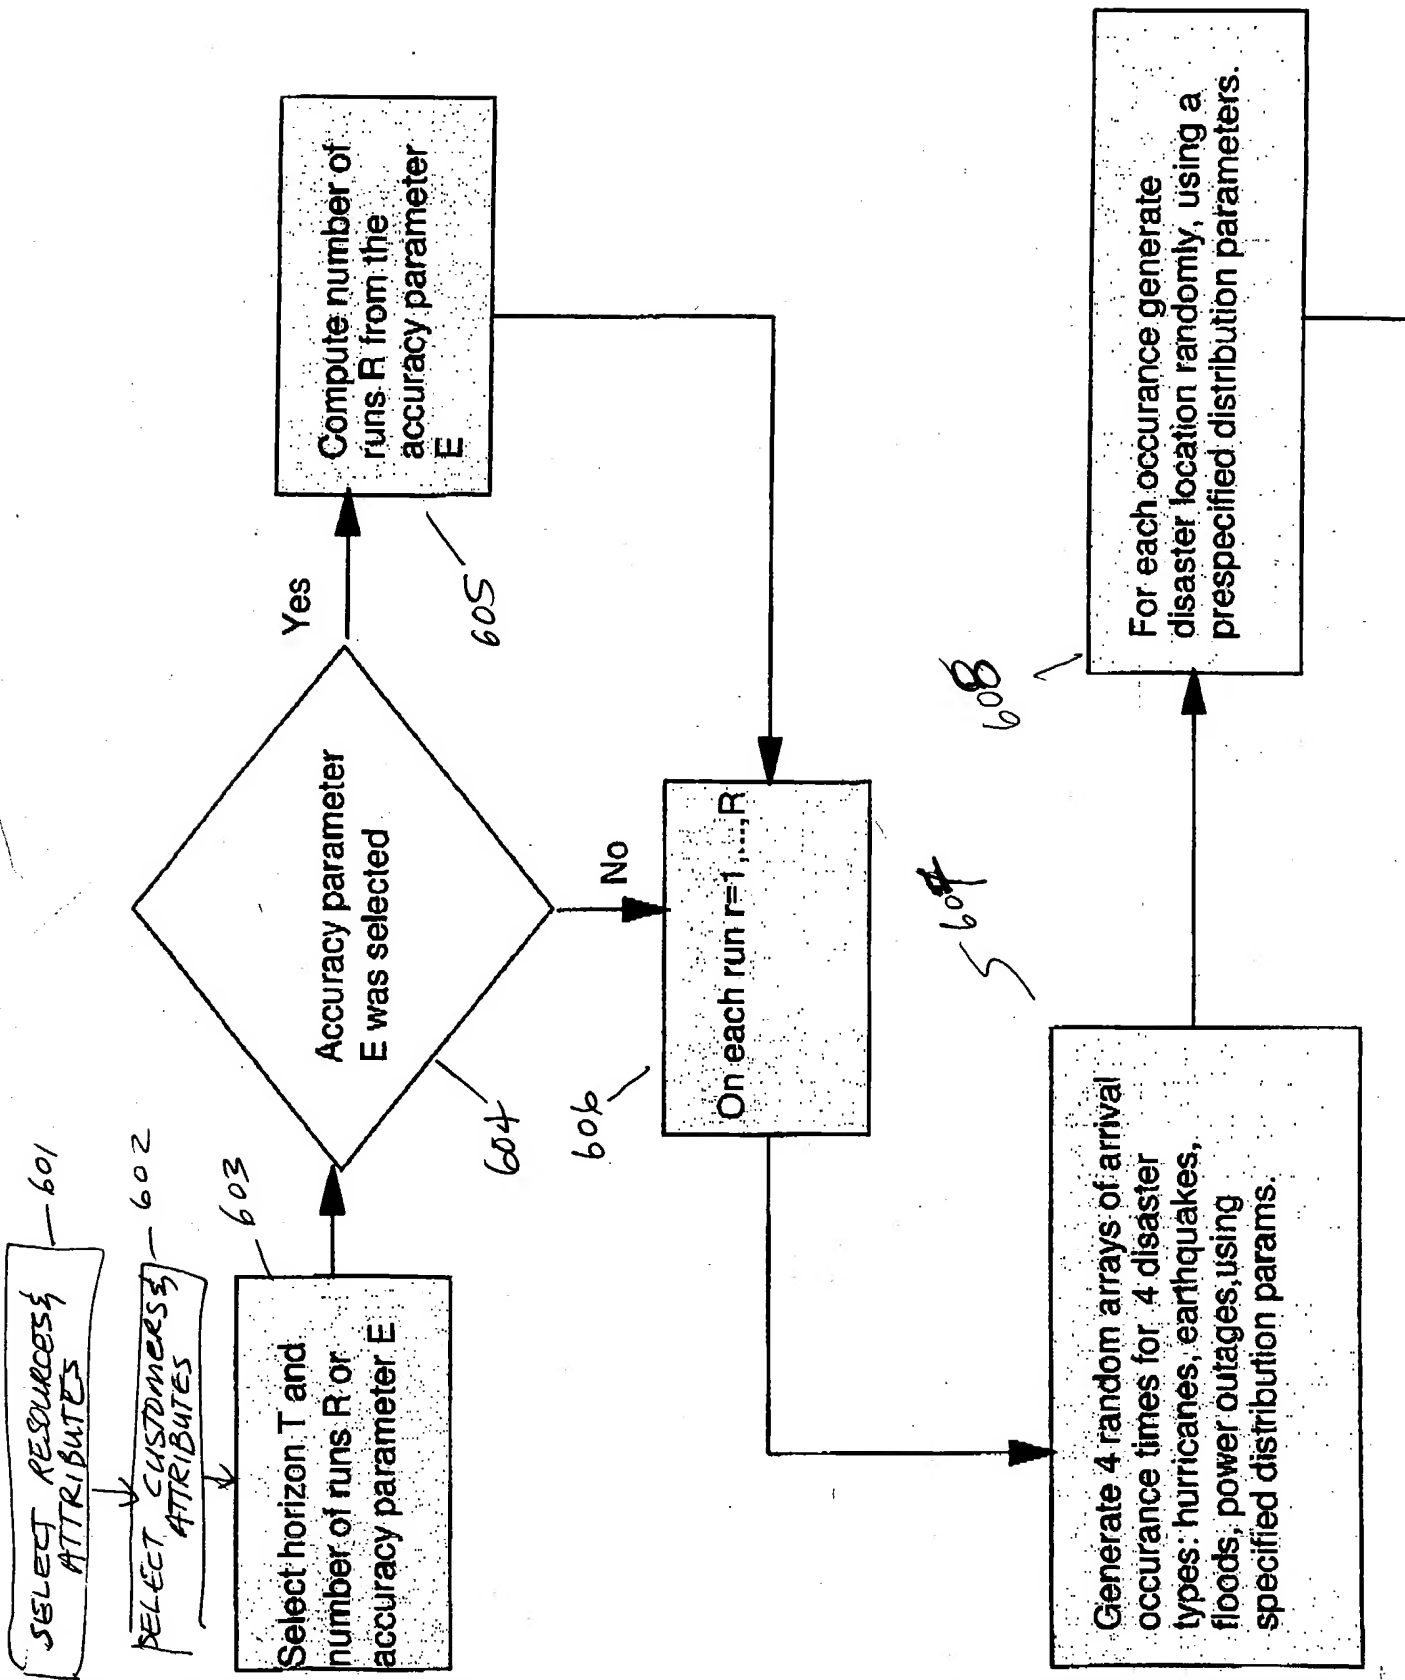 SELECT RESOURCES &
ATTRIBUTES
601
SELECT CUSTOMERS &
ATTRIBUTES
602
Select horizon T and
number of runs R or
accuracy parameter E
603
Accuracy parameter
E was selected
604
Yes
No
Compute number of
runs R from the
accuracy parameter
E
605
On each run r=1,...,R
606
Generate 4 random arrays of arrival
occurance times for 4 disaster
types: hurricanes, earthquakes,
floods, power outages,using
specified distribution params.
For each occurance generate
disaster location randomly, using a
prespecified distribution parameters.
608